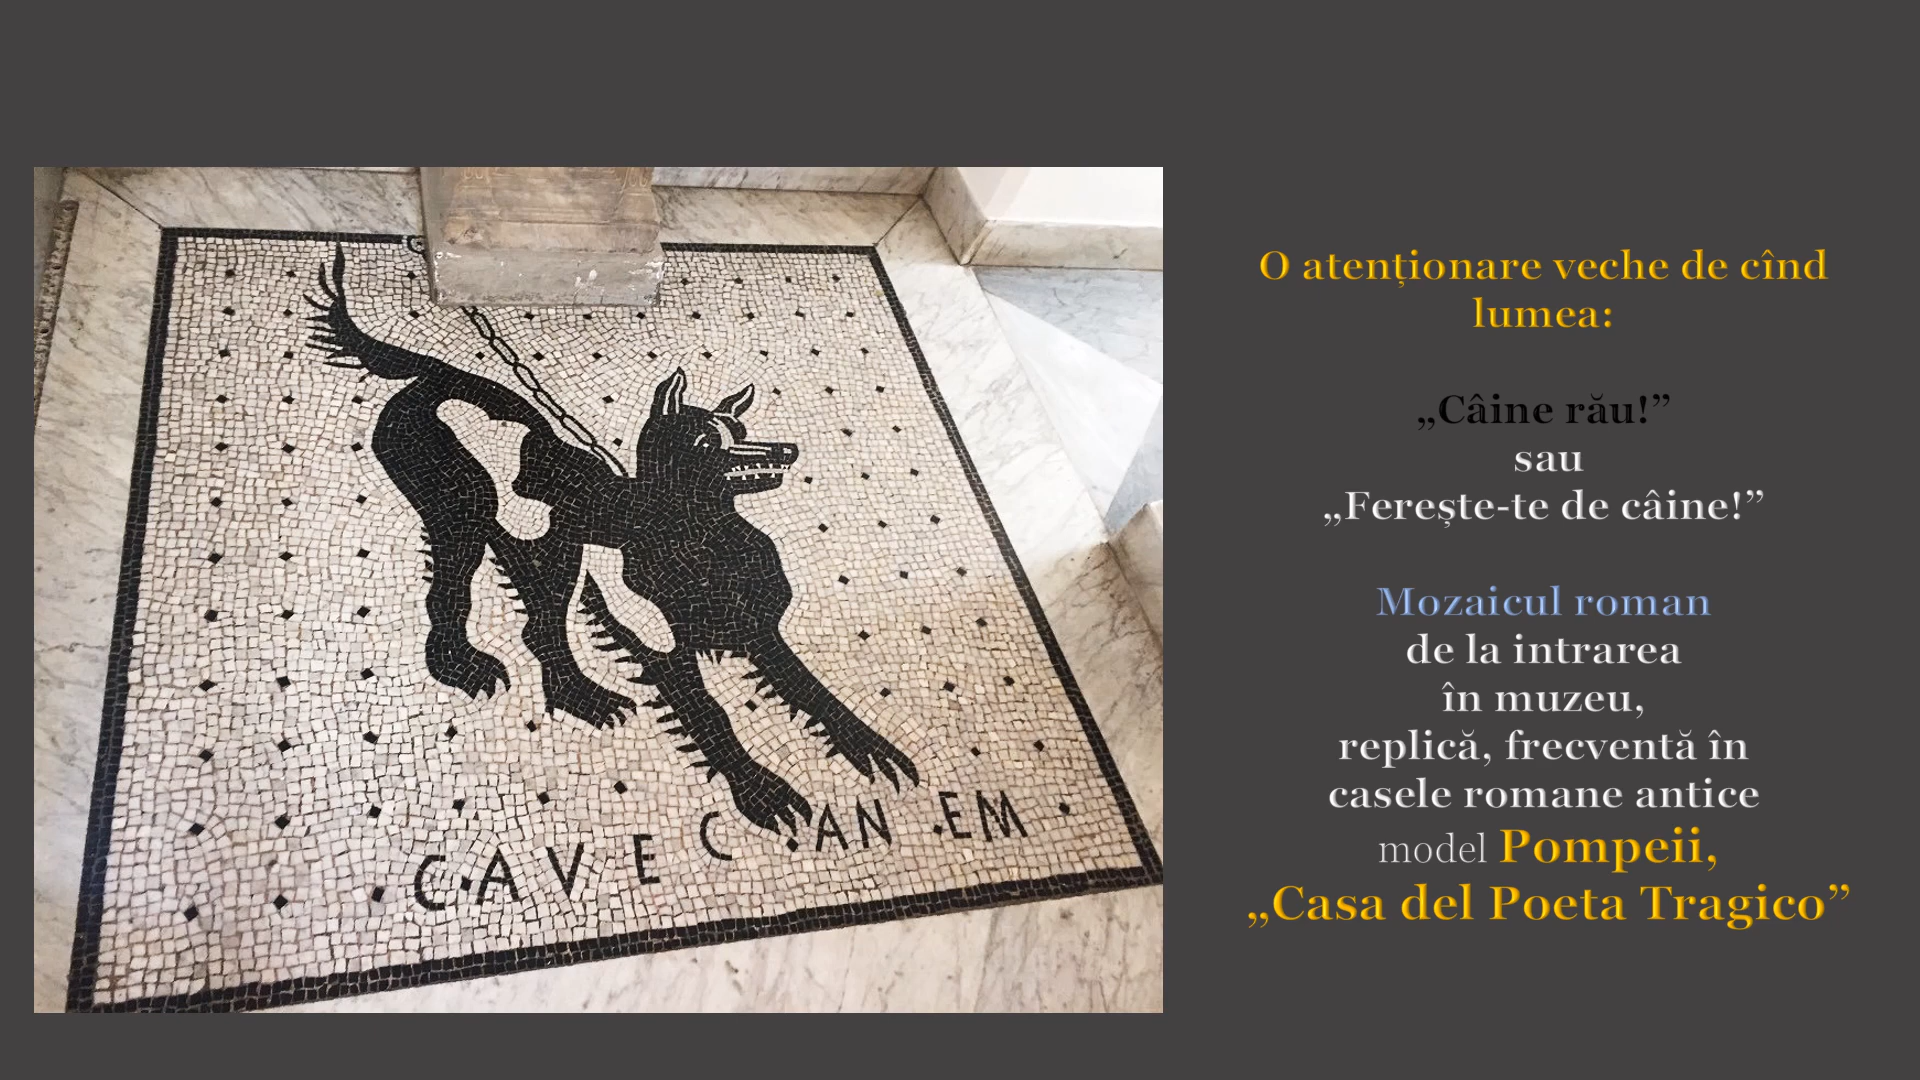 CAVE CANEM
O atenționare veche de cînd
lumea:
„Câine rău!”
sau
„Ferește-te de câine!”
Mozaicul roman
de la intrarea
în muzeu,
replică, frecventă în
casele romane antice
model Pompeii,
„Casa del Poeta Tragico”